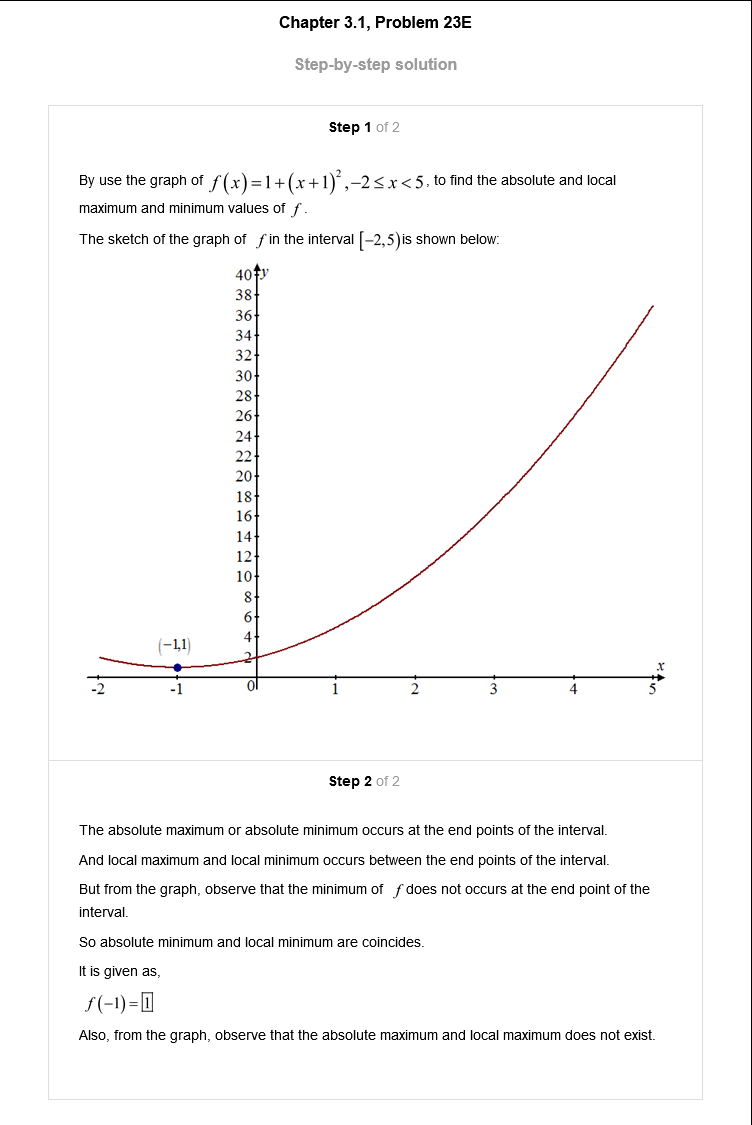 Chapter 3.1, Problem 23E
Step-by-step solution
Step 1 of 2
By use the graph of f(x)=1+(x+1)²,−2≤x<5, to find the absolute and local
maximum and minimum values of f.
The sketch of the graph of f in the interval [−2,5) is shown below:
40 y
38
36
34
32
30
28
26
24
22
20
18
16
14
12
10
8
6
4
(−1,1)
2
x
-2 -1 0 1 2 3 4 5
Step 2 of 2
The absolute maximum or absolute minimum occurs at the end points of the interval.
And local maximum and local minimum occurs between the end points of the interval.
But from the graph, observe that the minimum of f does not occurs at the end point of the
interval.
So absolute minimum and local minimum are coincides.
It is given as,
f(−1)=1
Also, from the graph, observe that the absolute maximum and local maximum does not exist.